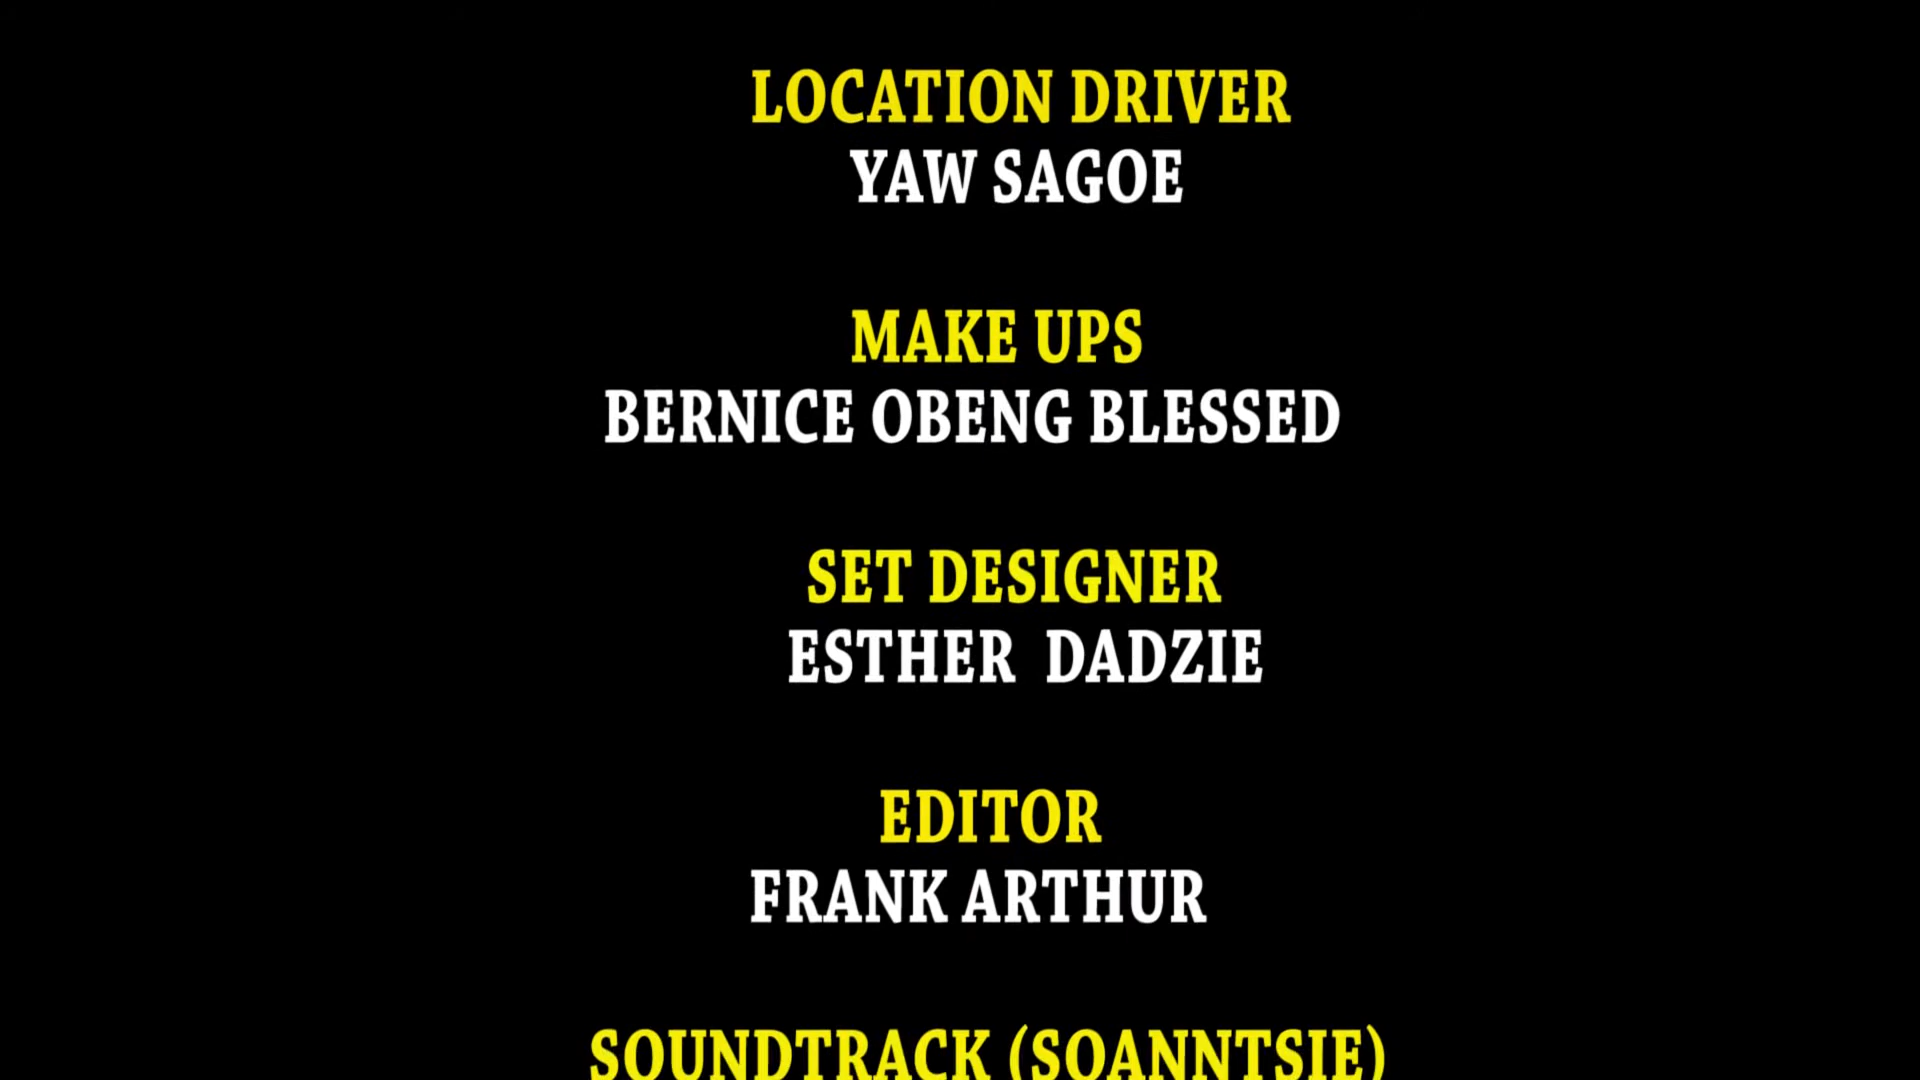 LOCATION DRIVER
YAW SAGOE
MAKE UPS
BERNICE OBENG BLESSED
SET DESIGNER
ESTHER  DADZIE
EDITOR
FRANK ARTHUR
SOUNDTRACK (SOANNTSIE)